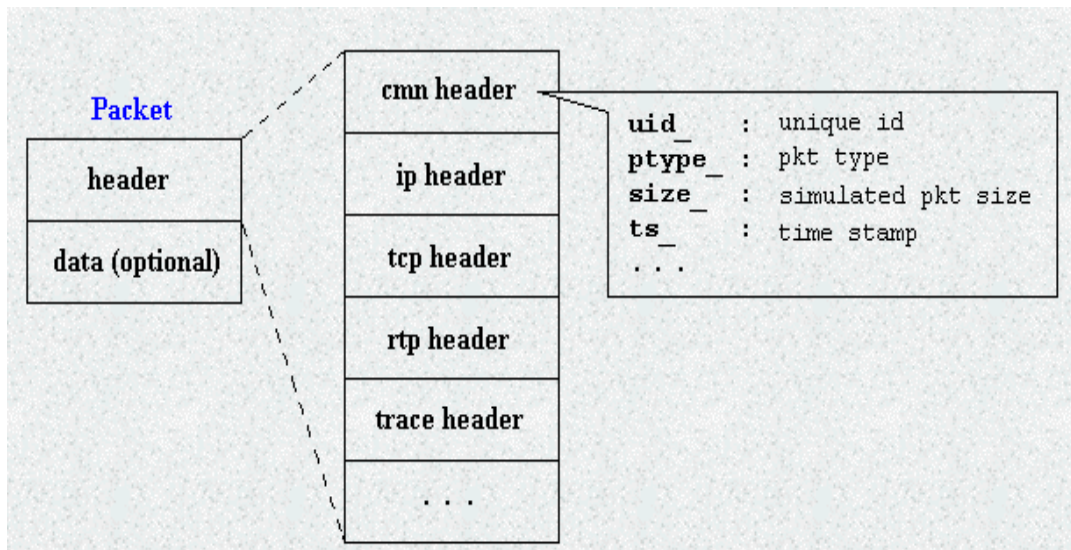 Packet
header
data (optional)
cmn header
ip header
tcp header
rtp header
trace header
. . .
uid_ : unique id
ptype_ : pkt type
size_ : simulated pkt size
ts_ : time stamp
. . .